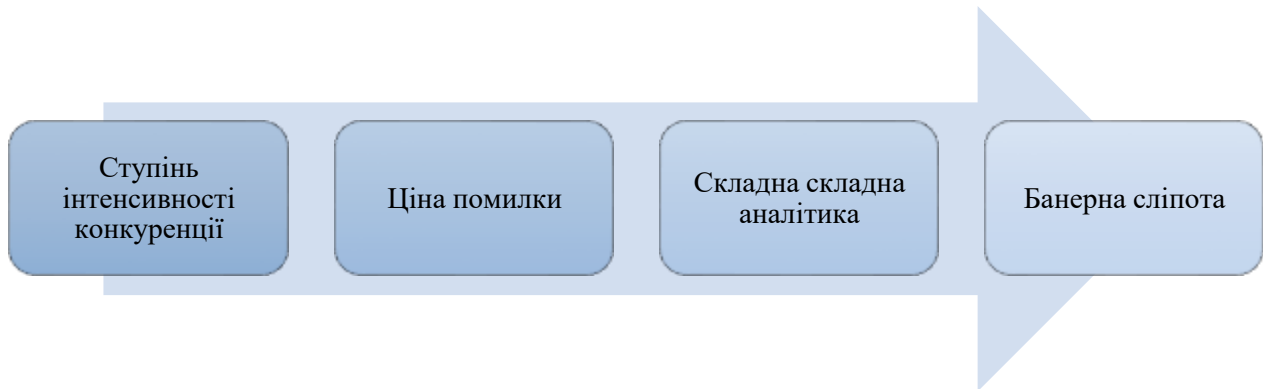 Ступінь
інтенсивності
конкуренції
Ціна помилки
Складна складна
аналітика
Банерна сліпота